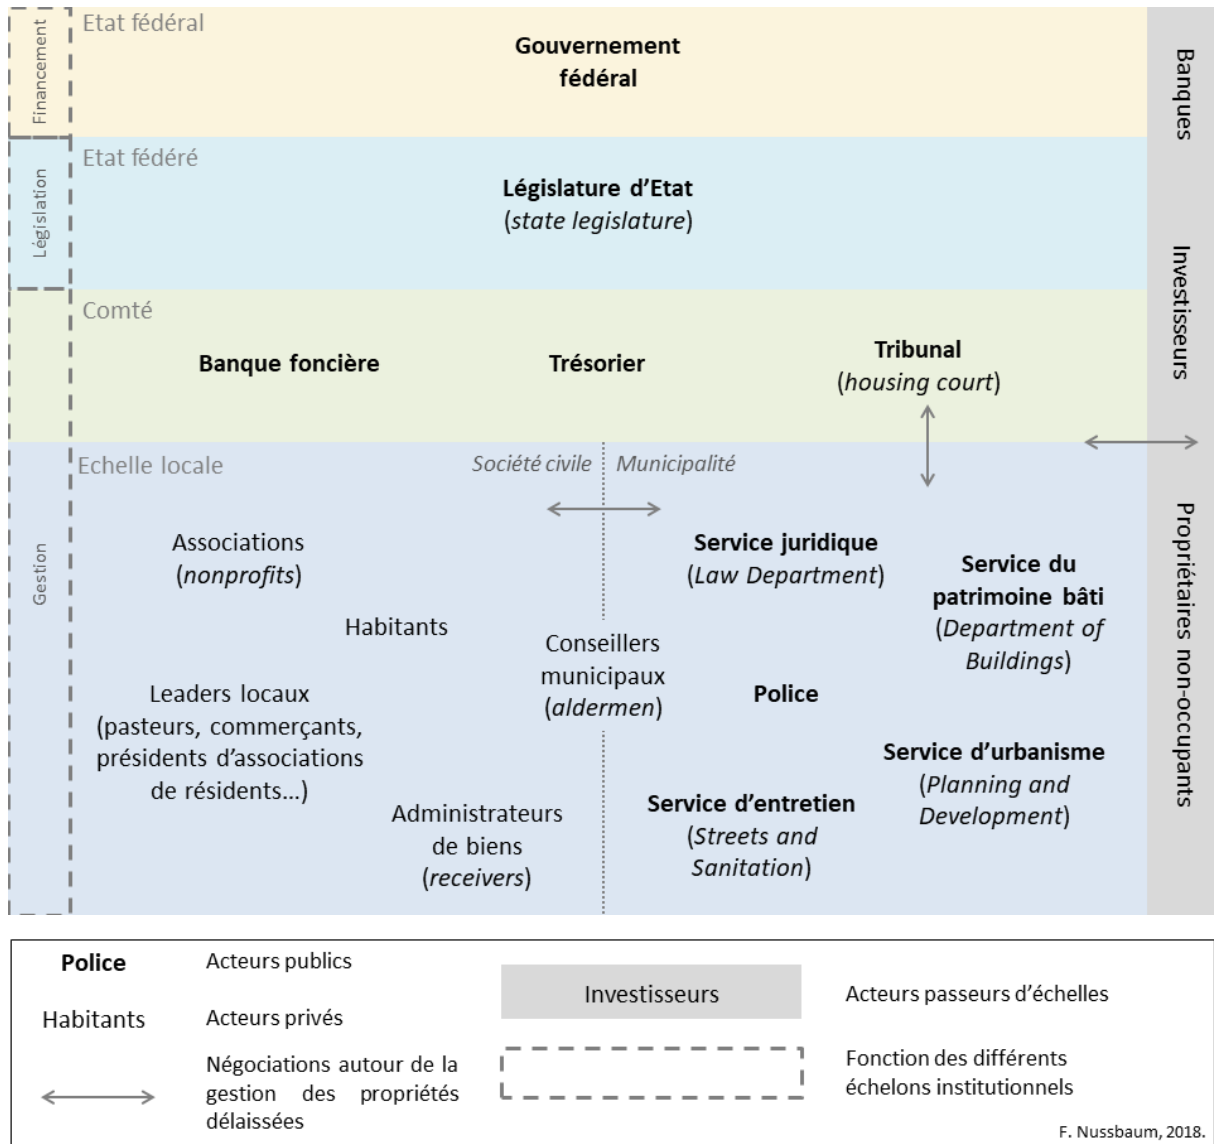 Financement
Etat fédéral
Gouvernement
fédéral
Banques
Législation
Etat fédéré
Législature d’Etat
(state legislature)
Investisseurs
Comté
Banque foncière
Trésorier
Tribunal
(housing court)
Gestion
Echelle locale
Société civile
Municipalité
Propriétaires non-occupants
Associations
(nonprofits)
Habitants
Leaders locaux
(pasteurs, commerçants,
présidents d’associations
de résidents…)
Administrateurs
de biens
(receivers)
Conseillers
municipaux
(aldermen)
Service juridique
(Law Department)
Service du
patrimoine bâti
(Department of
Buildings)
Police
Service d’urbanisme
(Planning and
Development)
Service d’entretien
(Streets and
Sanitation)
Police
Acteurs publics
Habitants
Acteurs privés
Négociations autour de la
gestion des propriétés
délaissées
Investisseurs
Acteurs passeurs d’échelles
Fonction des différents
échelons institutionnels
F. Nussbaum, 2018.